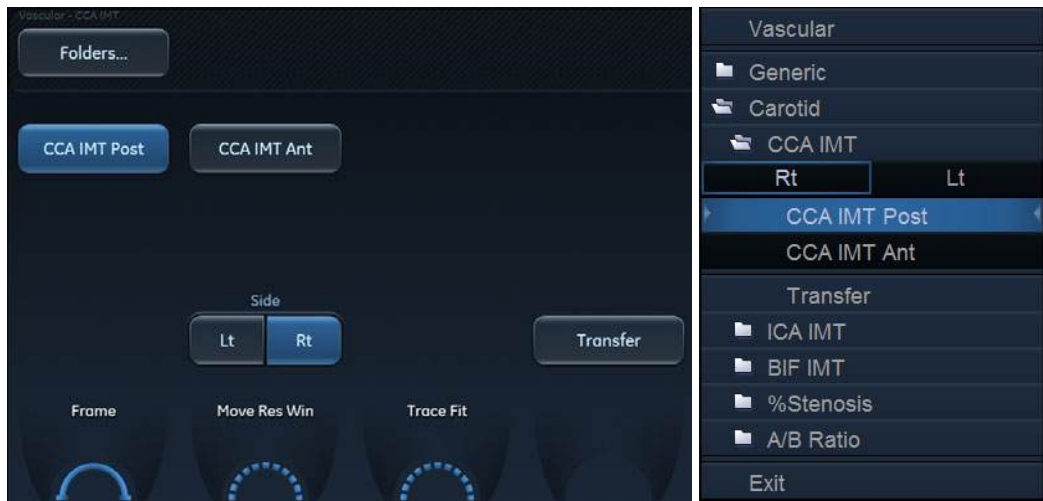 Vascular - CCA IMT
Folders...
CCA IMT Post
CCA IMT Ant
Side
Lt
Rt
Transfer
Frame
Move Res Win
Trace Fit
Vascular
Generic
Carotid
CCA IMT
Rt
Lt
CCA IMT Post
CCA IMT Ant
Transfer
ICA IMT
BIF IMT
%Stenosis
A/B Ratio
Exit